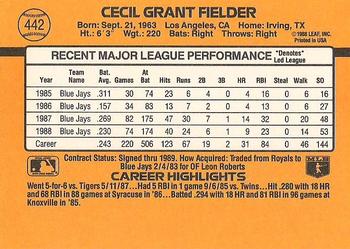 442
CECIL GRANT FIELDER
Born: Sept. 21, 1963 Los Angeles, CA Home: Irving, TX
Ht.: 6' 3" Wgt.: 220 Bats: Right Throws: Right
© 1988 LEAF, INC.
Printed in USA
RECENT MAJOR LEAGUE PERFORMANCE *Denotes* Led League
Year Team Name Bat. Avg. Games At Bats Hits Runs 2B 3B HR RBI Stolen Bases Walk SO
1985 Blue Jays .311 30 74 23 6 4 0 4 16 0 6 16
1986 Blue Jays .157 34 83 13 7 2 0 4 13 0 6 27
1987 Blue Jays .269 82 175 47 30 7 1 14 32 0 20 48
1988 Blue Jays .230 74 174 40 24 6 1 9 23 0 14 53
Career .243 220 506 123 67 19 2 31 84 0 46 144
Contract Status: Signed thru 1989. How Acquired: Traded from Royals to
Blue Jays 2/4/83 for OF Leon Roberts
CAREER HIGHLIGHTS
Went 5-for-6 vs. Tigers 5/11/87...Had 5 RBI in 1 game 9/6/85 vs. Twins...Hit .280 with 18 HR
and 68 RBI in 88 games at Syracuse in '86...Batted .294 with 18 HR and 81 RBI in 96 games at
Knoxville in '85.
MLB